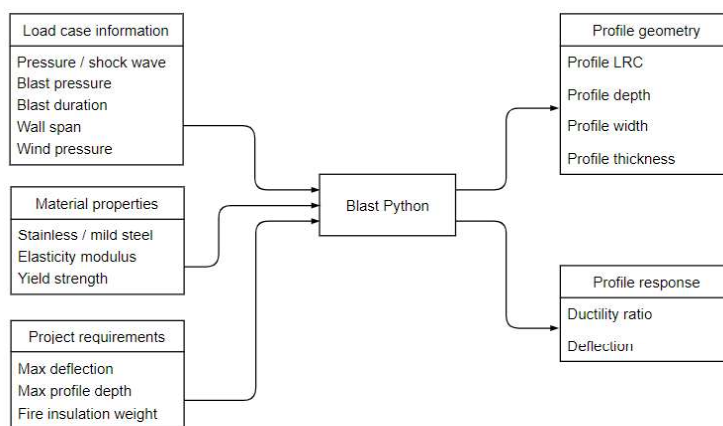 Load case information
Pressure / shock wave
Blast pressure
Blast duration
Wall span
Wind pressure
Material properties
Stainless / mild steel
Elasticity modulus
Yield strength
Project requirements
Max deflection
Max profile depth
Fire insulation weight
Blast Python
Profile geometry
Profile LRC
Profile depth
Profile width
Profile thickness
Profile response
Ductility ratio
Deflection